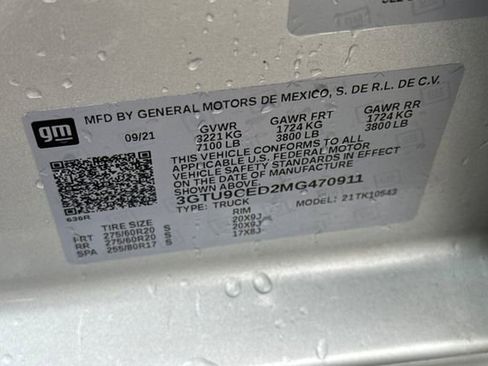 gm
MFD BY GENERAL MOTORS DE MEXICO, S. DE R.L. DE C.V.
09/21 GVWR GAWR FRT GAWR RR
3221 KG 1724 KG 1724 KG
7100 LB 3800 LB 3800 LB
THIS VEHICLE CONFORMS TO ALL
APPLICABLE U.S. FEDERAL MOTOR
VEHICLE SAFETY STANDARDS IN EFFECT
ON THE DATE OF MANUFACTURE
SHOWN ABOVE.
3GTU9CED2MG470911
636R
TYPE: TRUCK MODEL: 21TK10543
TIRE SIZE RIM
FRT 275/60R20 S 20X9J
RR 275/60R20 S 20X9J
SPA 255/80R17 S 17X8J